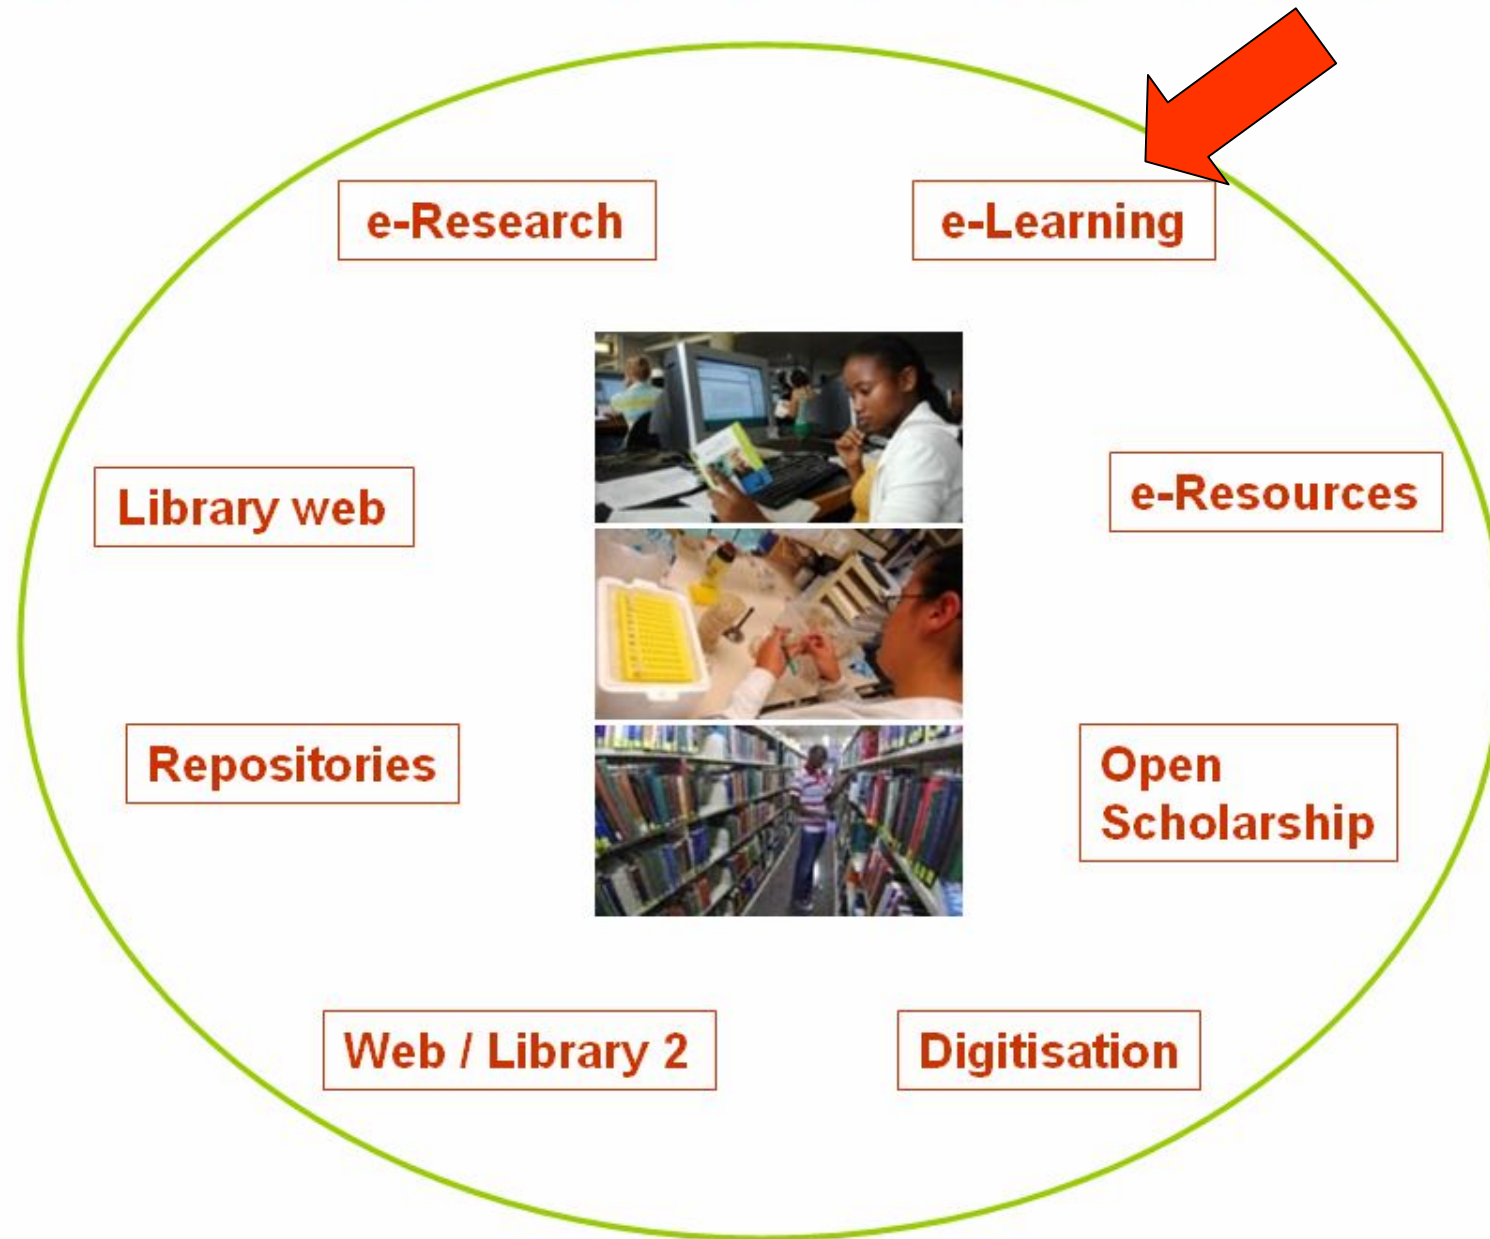 e-Research
e-Learning
Library web
e-Resources
Repositories
Open
Scholarship
Web / Library 2
Digitisation